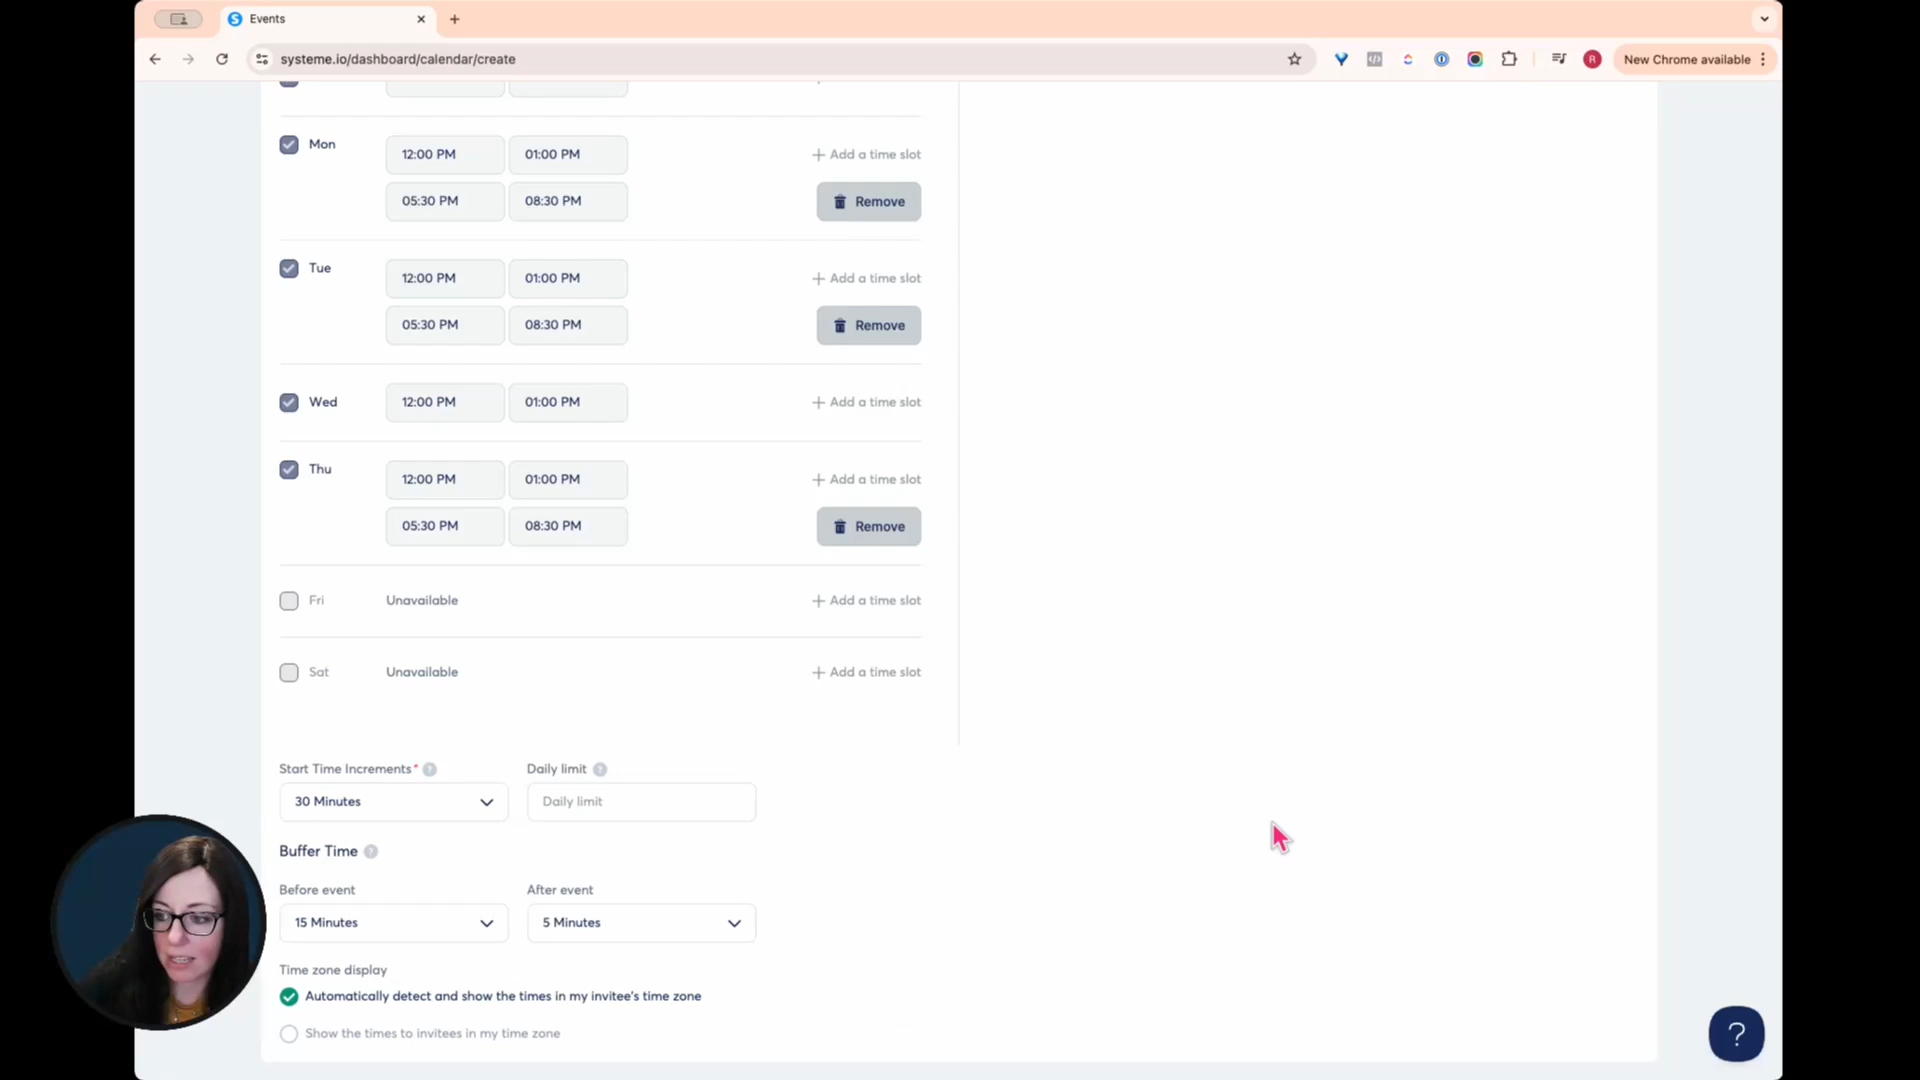 Events
systeme.io/dashboard/calendar/create
R
New Chrome available
Mon
12:00 PM
01:00 PM
+ Add a time slot
05:30 PM
08:30 PM
Remove
Tue
12:00 PM
01:00 PM
+ Add a time slot
05:30 PM
08:30 PM
Remove
Wed
12:00 PM
01:00 PM
+ Add a time slot
Thu
12:00 PM
01:00 PM
+ Add a time slot
05:30 PM
08:30 PM
Remove
Fri
Unavailable
+ Add a time slot
Sat
Unavailable
+ Add a time slot
Start Time Increments* ?
Daily limit ?
30 Minutes
Daily limit
Buffer Time ?
Before event
After event
15 Minutes
5 Minutes
Time zone display
Automatically detect and show the times in my invitee's time zone
Show the times to invitees in my time zone
?